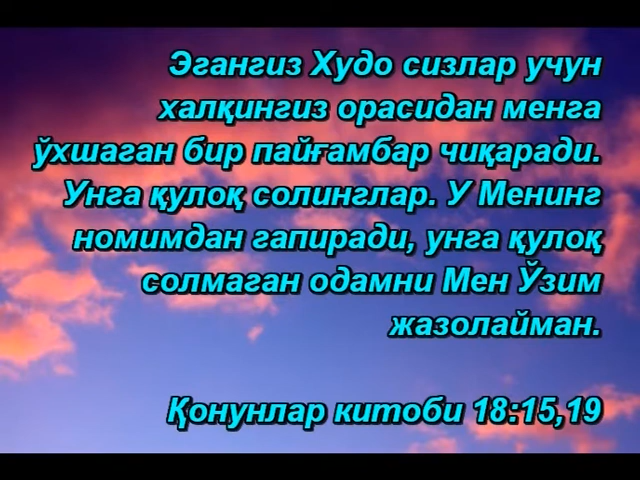 Эгангиз Худо сизлар учун
халқингиз орасидан менга
ўхшаган бир пайғамбар чиқаради.
Унга қулоқ солинглар. У Менинг
номимдан гапиради, унга қулоқ
солмаган одамни Мен Ўзим
жазолайман.
Қонунлар китоби 18:15,19